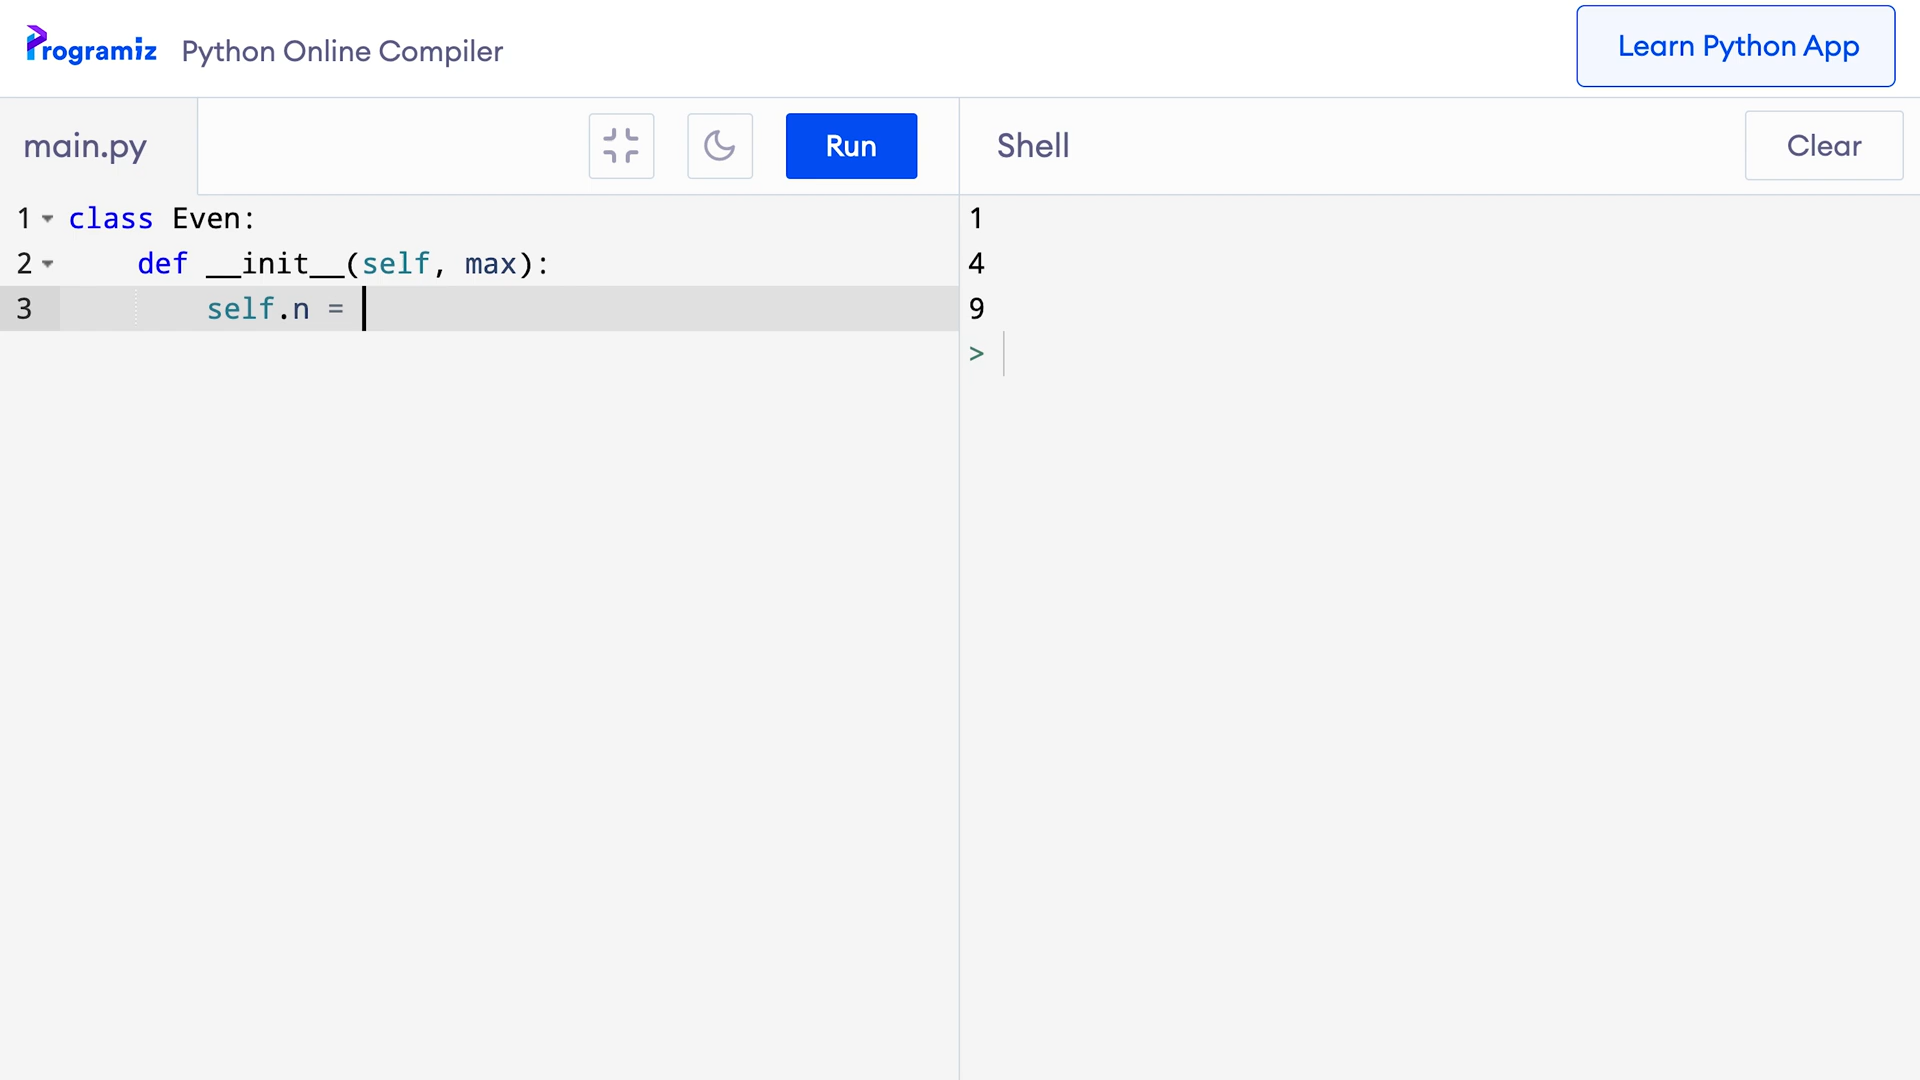 Programiz Python Online Compiler
Learn Python App
main.py
Run
Shell
Clear
1 class Even:
2     def __init__(self, max):
3         self.n =
1
4
9
>